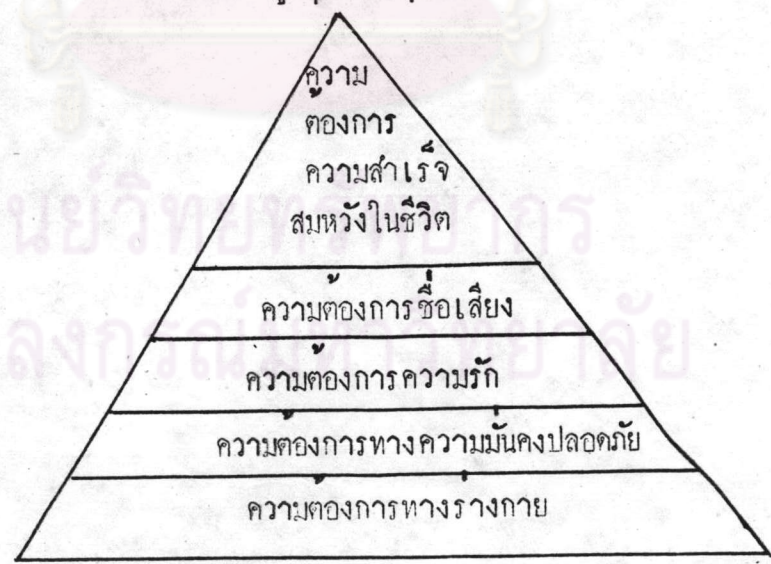 ความ
ต้องการ
ความสำเร็จ
สมหวังในชีวิต
ความต้องการชื่อเสียง
ความต้องการความรัก
ความต้องการทางความมั่นคงปลอดภัย
ความต้องการทางร่างกาย